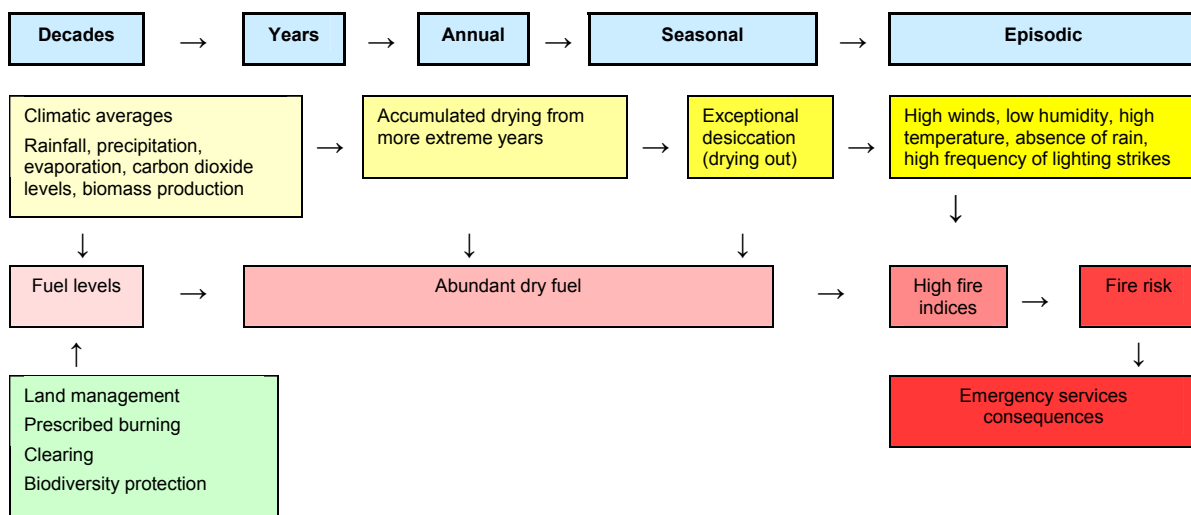 Decades → Years → Annual → Seasonal → Episodic
Climatic averages
Rainfall, precipitation,
evaporation, carbon dioxide
levels, biomass production
→
Accumulated drying from
more extreme years
→
Exceptional
desiccation
(drying out)
→
High winds, low humidity, high
temperature, absence of rain,
high frequency of lighting strikes
↓ ↓ ↓ ↓
Fuel levels
→
Abundant dry fuel
→
High fire
indices
→
Fire risk
↑ ↓
Land management
Prescribed burning
Clearing
Biodiversity protection
Emergency services
consequences